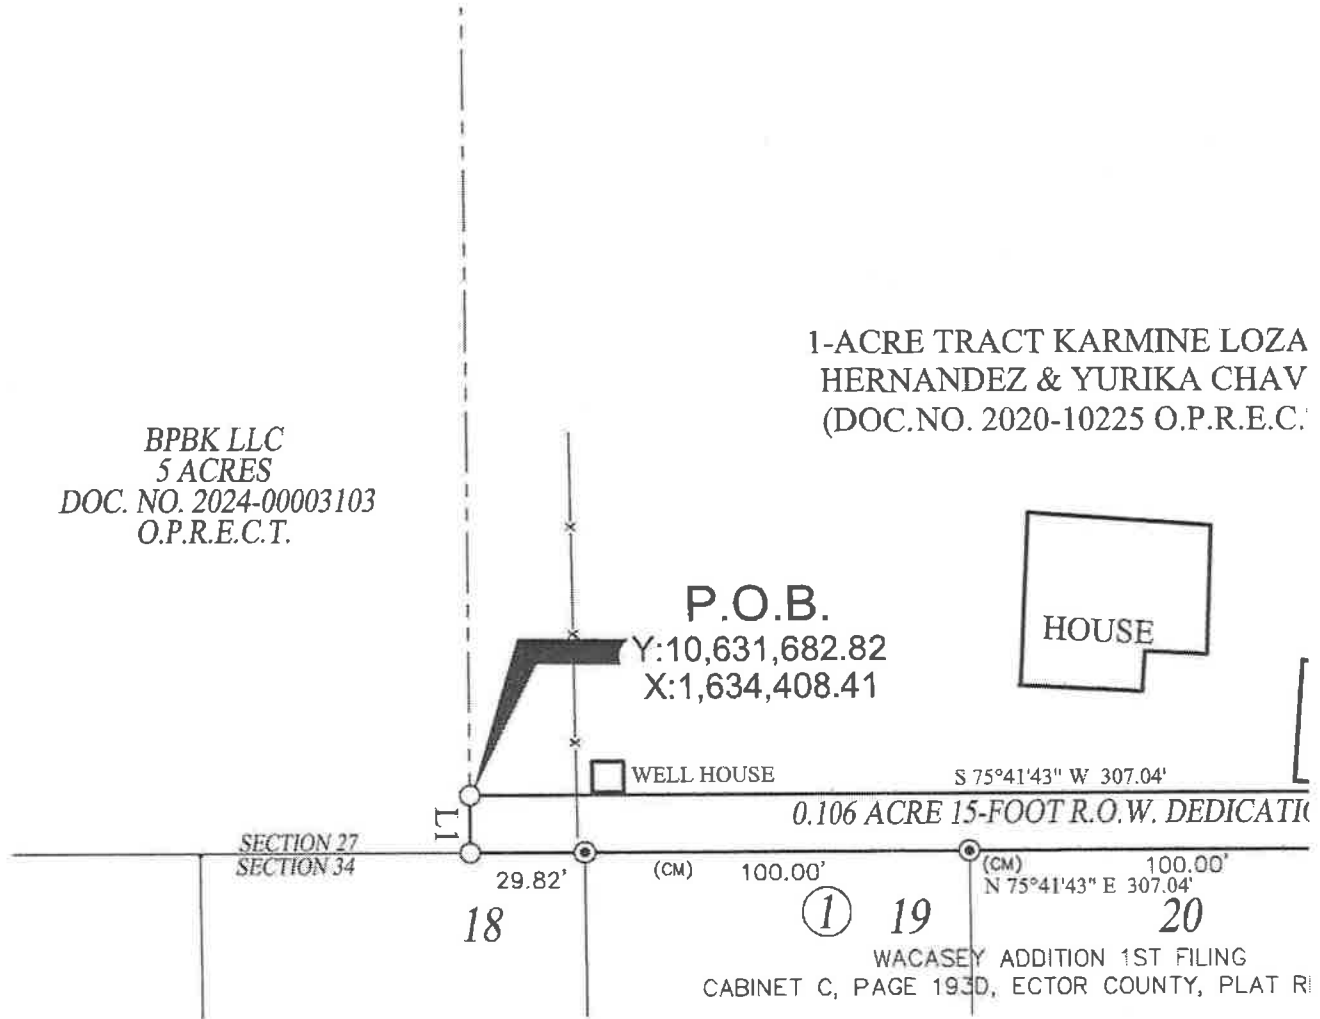 1-ACRE TRACT KARMINE LOZA
HERNANDEZ & YURIKA CHAV
(DOC.NO. 2020-10225 O.P.R.E.C.
BPBK LLC
5 ACRES
DOC. NO. 2024-00003103
O.P.R.E.C.T.
P.O.B.
Y:10,631,682.82
X:1,634,408.41
HOUSE
WELL HOUSE
S 75°41'43" W 307.04'
0.106 ACRE 15-FOOT R.O.W. DEDICATIO
L1
SECTION 27
SECTION 34
29.82'
(CM)
100.00'
(CM)
100.00'
N 75°41'43" E 307.04'
18
1
19
20
WACASEY ADDITION 1ST FILING
CABINET C, PAGE 193D, ECTOR COUNTY, PLAT R